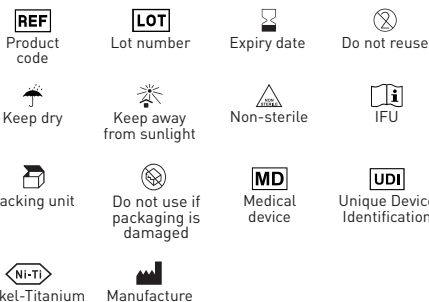 REF
LOT
Product
code
Lot number
Expiry date
Do not reuse
NON
STERILE
Keep dry
Keep away
from sunlight
Non-sterile
IFU
MD
UDI
acking unit
Do not use if
packaging is
damaged
Medical
device
Unique Device
Identification
Ni-Ti
kel-Titanium
Manufacture